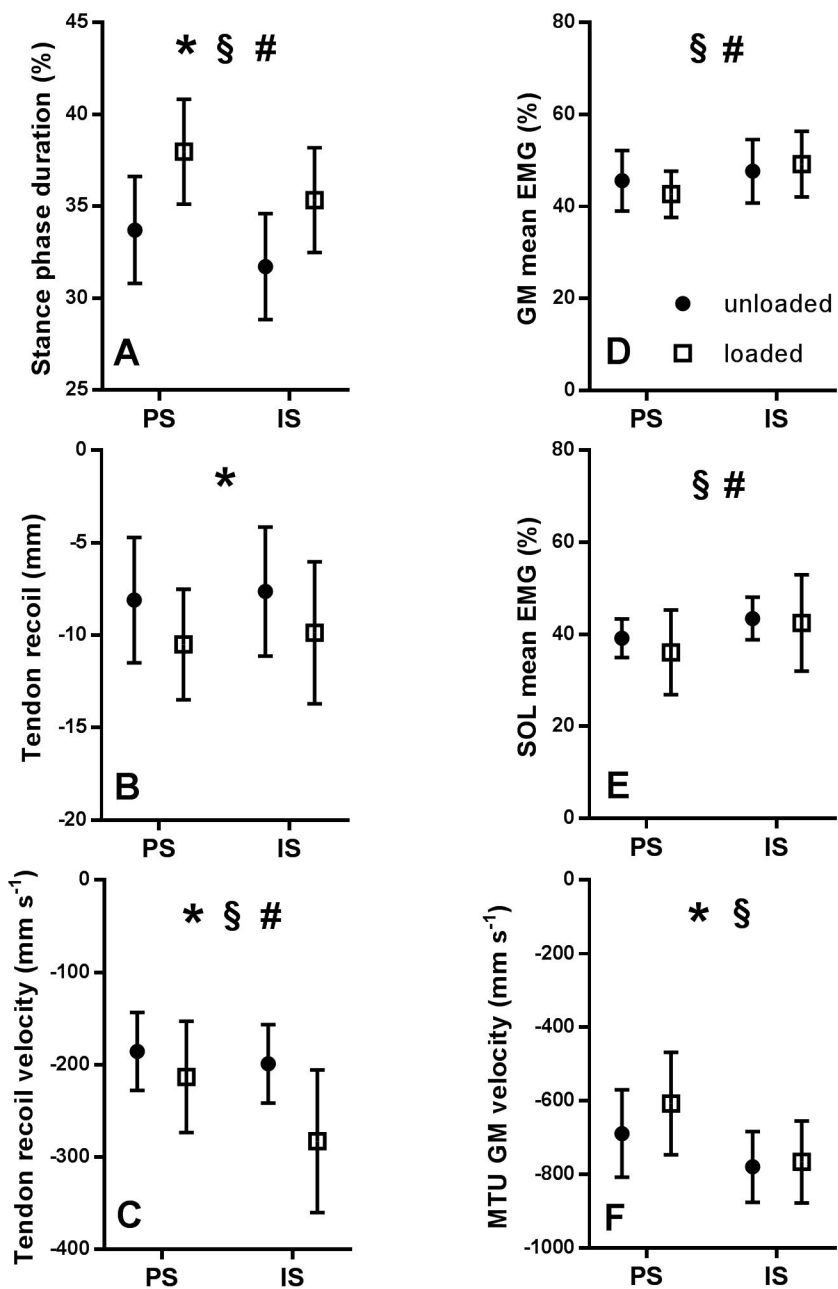 Stance phase duration (%)
45
40
35
30
25
* § #
A
PS IS
GM mean EMG (%)
80
60
40
20
0
§ #
unloaded
loaded
D
PS IS
Tendon recoil (mm)
0
-5
-10
-15
-20
*
B
PS IS
SOL mean EMG (%)
80
60
40
20
0
§ #
E
PS IS
Tendon recoil velocity (mm s-1)
0
-100
-200
-300
-400
* § #
C
PS IS
MTU GM velocity (mm s-1)
0
-200
-400
-600
-800
-1000
* §
F
PS IS